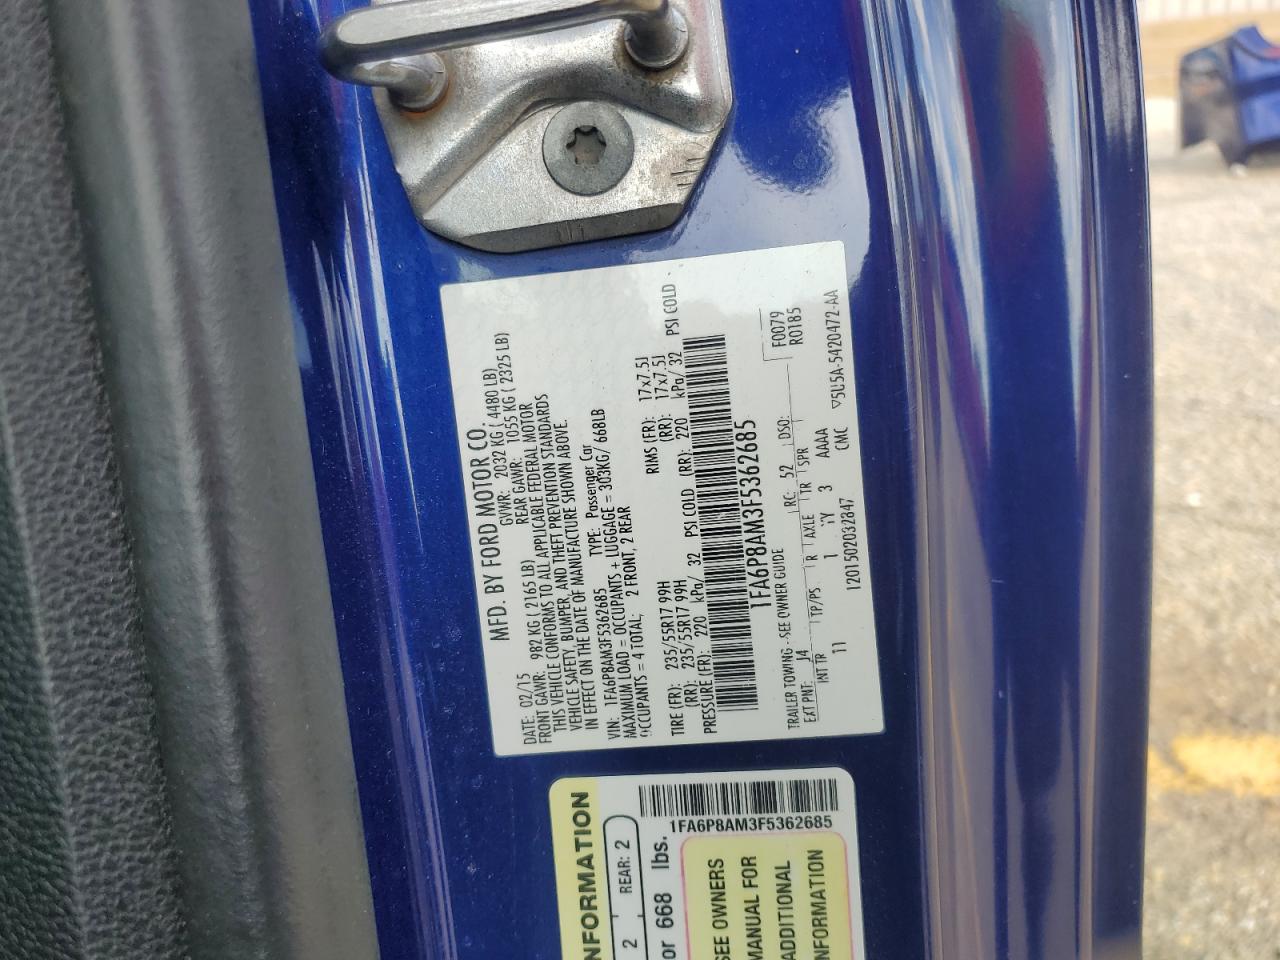 MFD. BY FORD MOTOR CO.
DATE: 02/15 GVWR: 2032 KG ( 4480 LB)
FRONT GAWR: 982 KG ( 2165 LB) REAR GAWR: 1055 KG ( 2325 LB)
THIS VEHICLE CONFORMS TO ALL APPLICABLE FEDERAL MOTOR
VEHICLE SAFETY, BUMPER, AND THEFT PREVENTION STANDARDS
IN EFFECT ON THE DATE OF MANUFACTURE SHOWN ABOVE.
VIN: 1FA6P8AM3F5362685 TYPE: Passenger Car
MAXIMUM LOAD = OCCUPANTS + LUGGAGE = 303KG/ 668LB
OCCUPANTS = 4 TOTAL; 2 FRONT, 2 REAR
TIRE (FR): 235/55R17 99H RIMS (FR): 17x7.5J
(RR): 235/55R17 99H (RR): 17x7.5J
PRESSURE (FR): 220 kPa/ 32 PSI COLD (RR): 220 kPa/ 32 PSI COLD
1FA6P8AM3F5362685
TRAILER TOWING--SEE OWNER GUIDE F0079
EXT PNT: J4 RC: 52 DSO: R0185
INT TR TP/PS R AXLE TR SPR
11 1 Y 3 AAAA
1201502032847 CMC ▽5U5A-5420472-AA
NFORMATION
2 REAR: 2
or 668 lbs.
1FA6P8AM3F5362685
SEE OWNERS
MANUAL FOR
ADDITIONAL
INFORMATION